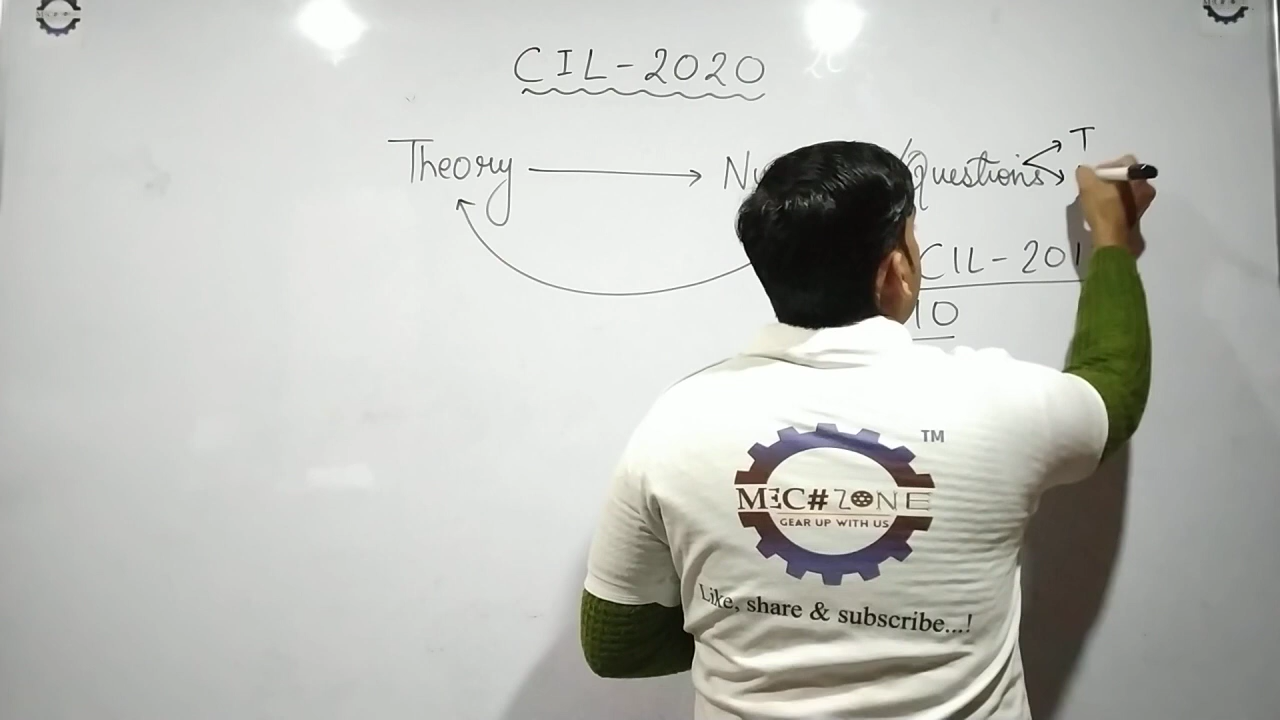 CIL-2020
Theory → Questions
T
CIL-201
10
TM
MEC# ZONE
GEAR UP WITH US
Like, share & subscribe...!